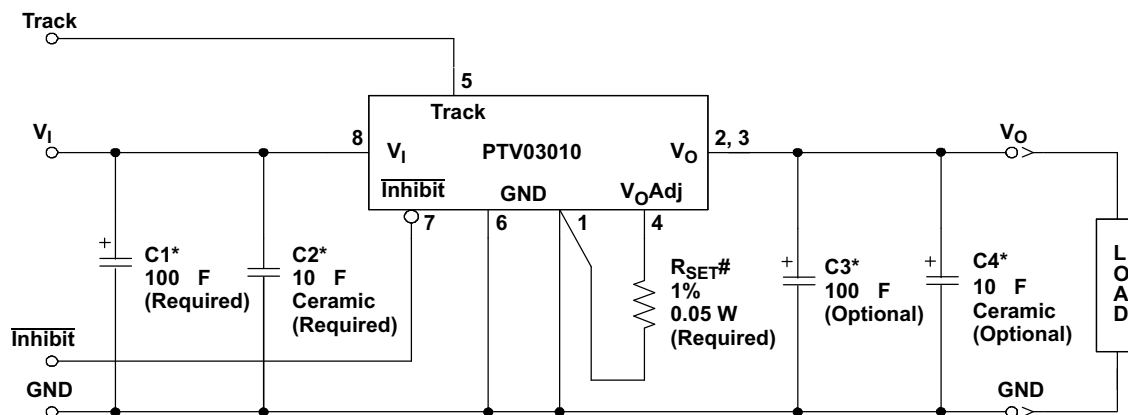 Track
5
Track
V_I
8
V_I
PTV03010
V_O
2, 3
V_O
Inhibit
GND
V_OAdj
7
6
1
4
+
C1*
100 F
(Required)
C2*
10 F
Ceramic
(Required)
R_SET#
1%
0.05 W
(Required)
+
C3*
100 F
(Optional)
+
C4*
10 F
Ceramic
(Optional)
LOAD
Inhibit
GND
GND